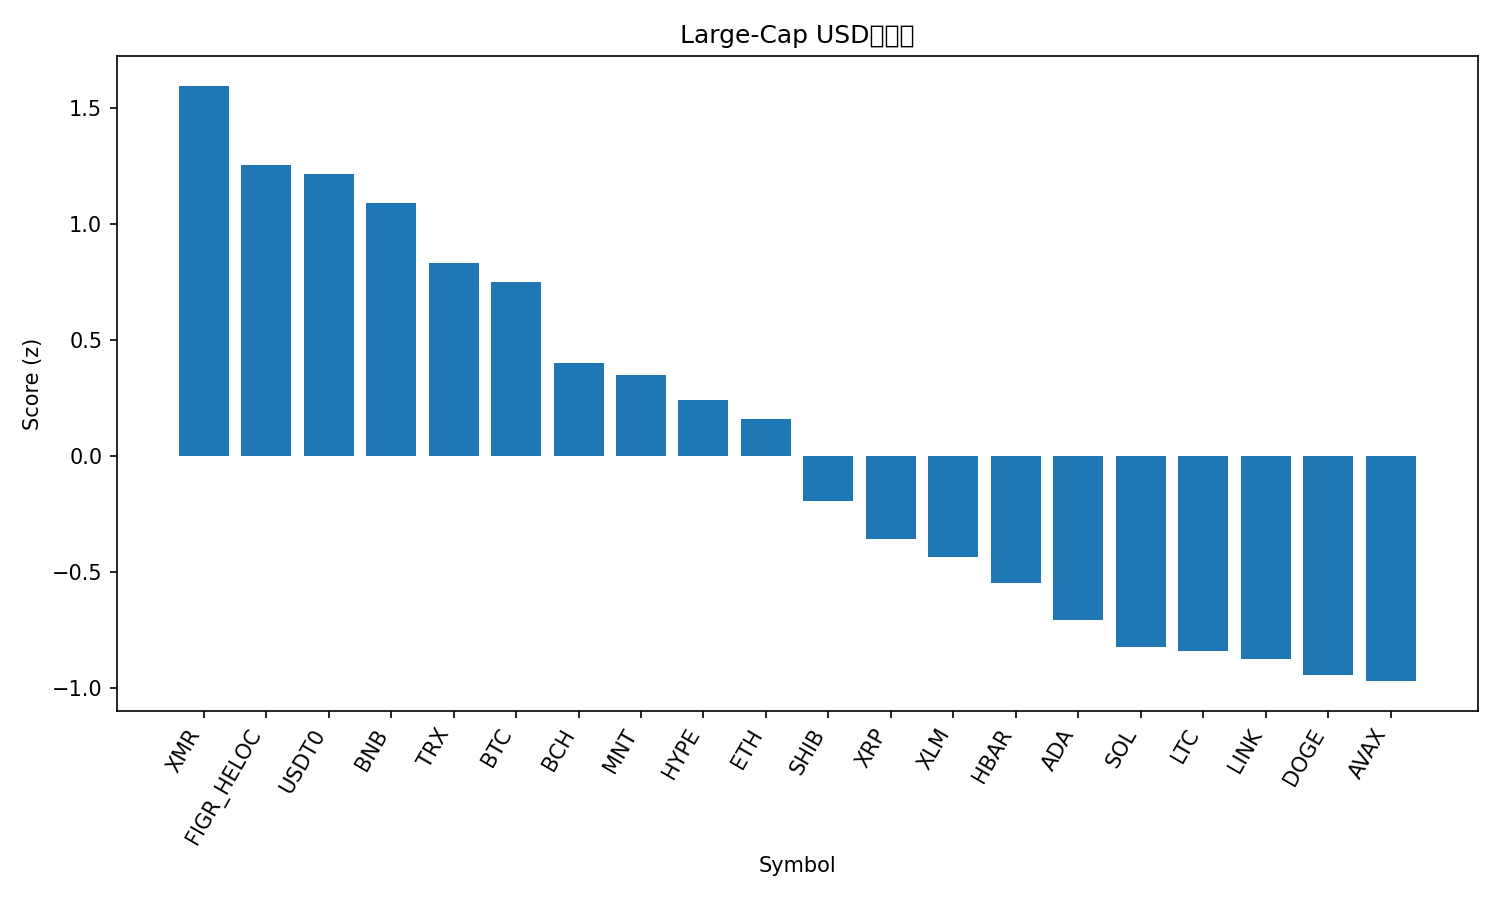 Large-Cap USD
Score (z)
1.5
1.0
0.5
0.0
−0.5
−1.0
XMR
FIGR_HELOC
USDT0
BNB
TRX
BTC
BCH
MNT
HYPE
ETH
SHIB
XRP
XLM
HBAR
ADA
SOL
LTC
LINK
DOGE
AVAX
Symbol